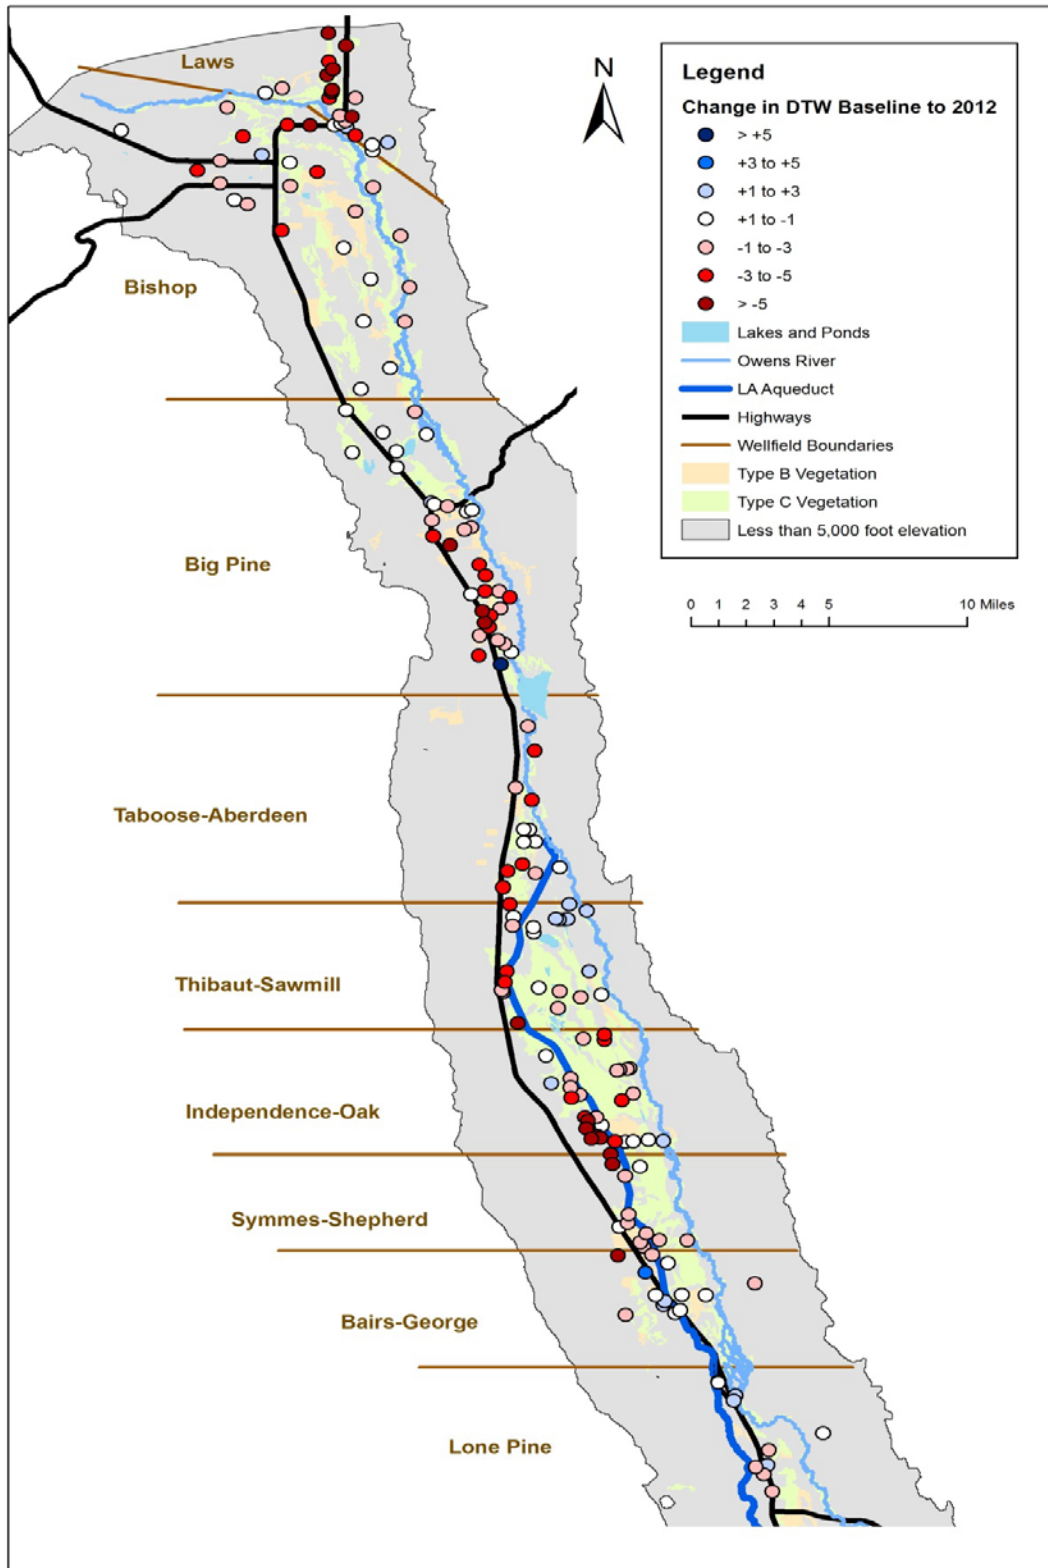 Laws
N
Legend
Change in DTW Baseline to 2012
> +5
+3 to +5
+1 to +3
+1 to -1
-1 to -3
-3 to -5
> -5
Lakes and Ponds
Owens River
LA Aqueduct
Highways
Wellfield Boundaries
Type B Vegetation
Type C Vegetation
Less than 5,000 foot elevation
Bishop
Big Pine
0 1 3 4 5 10 Miles
Taboose-Aberdeen
Thibaut-Sawmill
Independence-Oak
Symmes-Shepherd
Bairs-George
Lone Pine